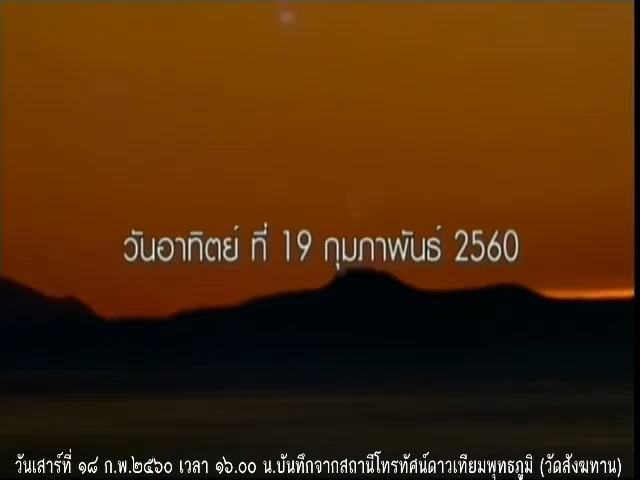 วันอาทิตย์ ที่ 19 กุมภาพันธ์ 2560
วันเสาร์ที่ ๑๘ ก.พ.๒๕๖๐ เวลา ๑๖.๐๐ น.บันทึกจากสถานีโทรทัศน์ดาวเทียมพุทธภูมิ (วัดสังฆทาน)